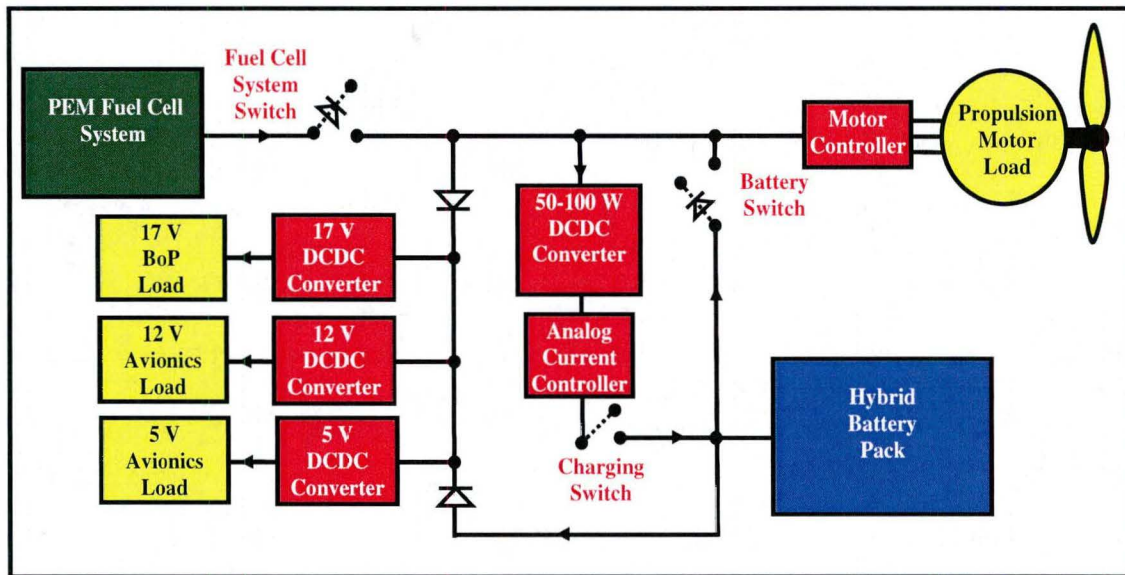 PEM Fuel Cell
System
Fuel Cell
System
Switch
Motor
Controller
Propulsion
Motor
Load
Battery
Switch
50-100 W
DCDC
Converter
17 V
BoP
Load
17 V
DCDC
Converter
12 V
Avionics
Load
12 V
DCDC
Converter
Analog
Current
Controller
5 V
Avionics
Load
5 V
DCDC
Converter
Charging
Switch
Hybrid
Battery
Pack